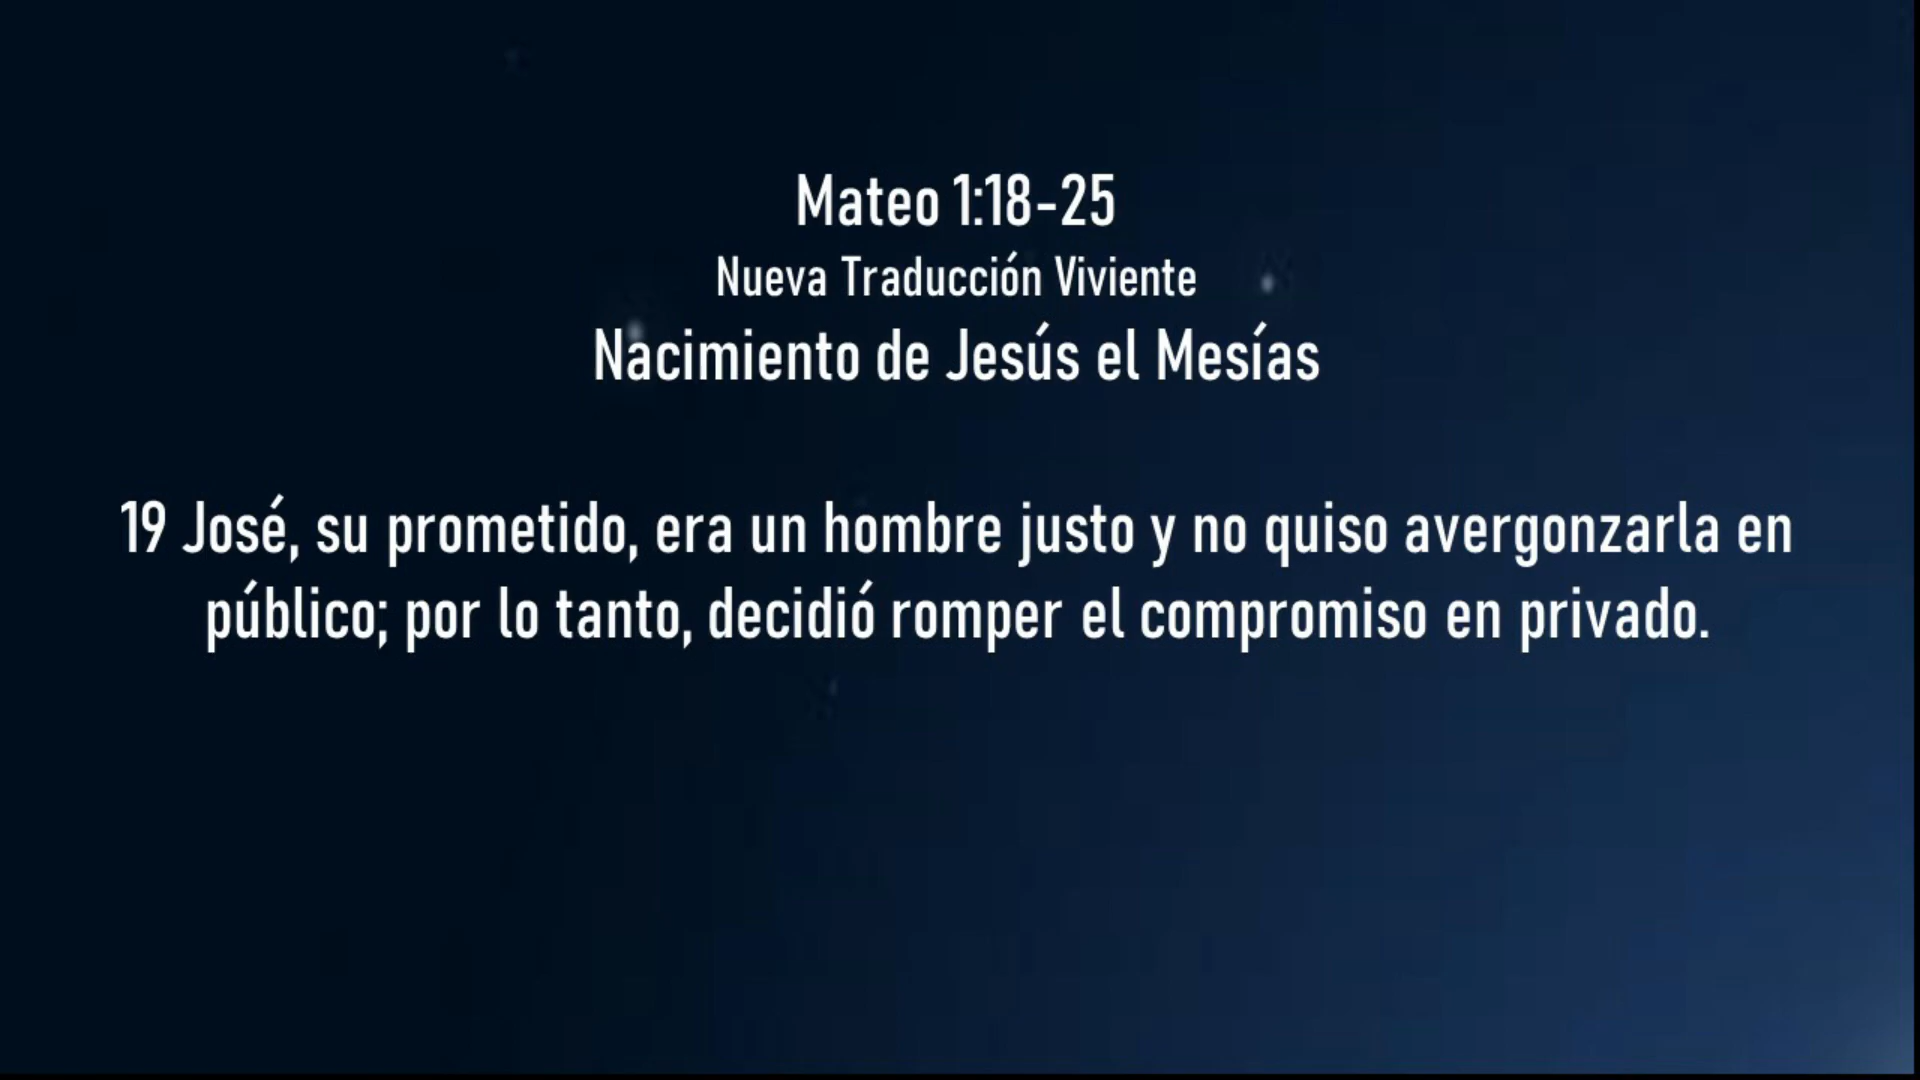 Mateo 1:18-25
Nueva Traducción Viviente
Nacimiento de Jesús el Mesías
19 José, su prometido, era un hombre justo y no quiso avergonzarla en
público; por lo tanto, decidió romper el compromiso en privado.